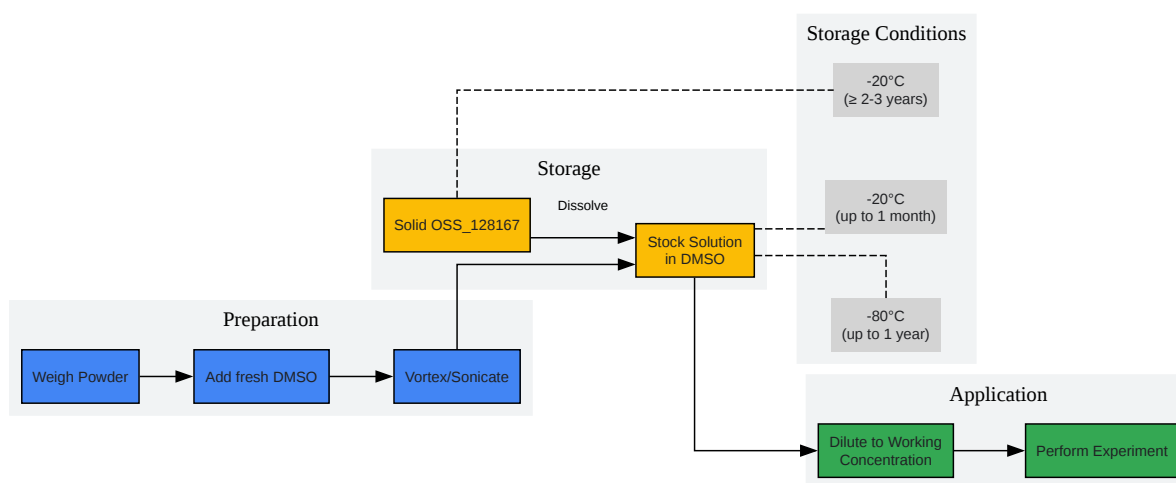 Storage Conditions
-20°C
(≥ 2-3 years)
Storage
Solid OSS_128167
Dissolve
Stock Solution
in DMSO
-20°C
(up to 1 month)
-80°C
(up to 1 year)
Preparation
Weigh Powder
Add fresh DMSO
Vortex/Sonicate
Application
Dilute to Working
Concentration
Perform Experiment